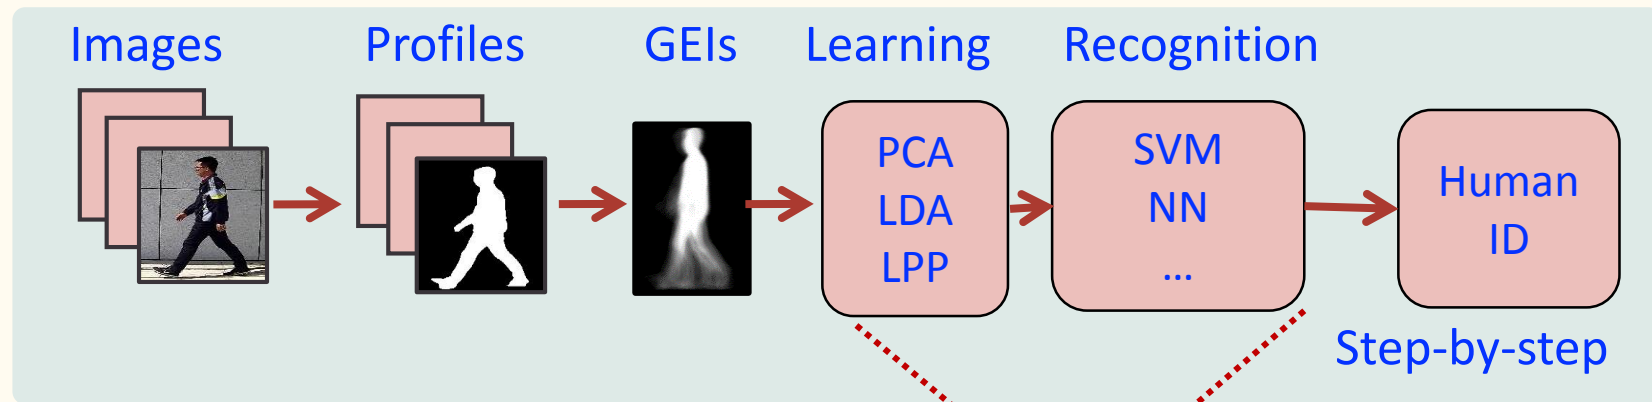 Images
Profiles
GEIs
Learning
Recognition
PCA
LDA
LPP
SVM
NN
...
Human
ID
Step-by-step